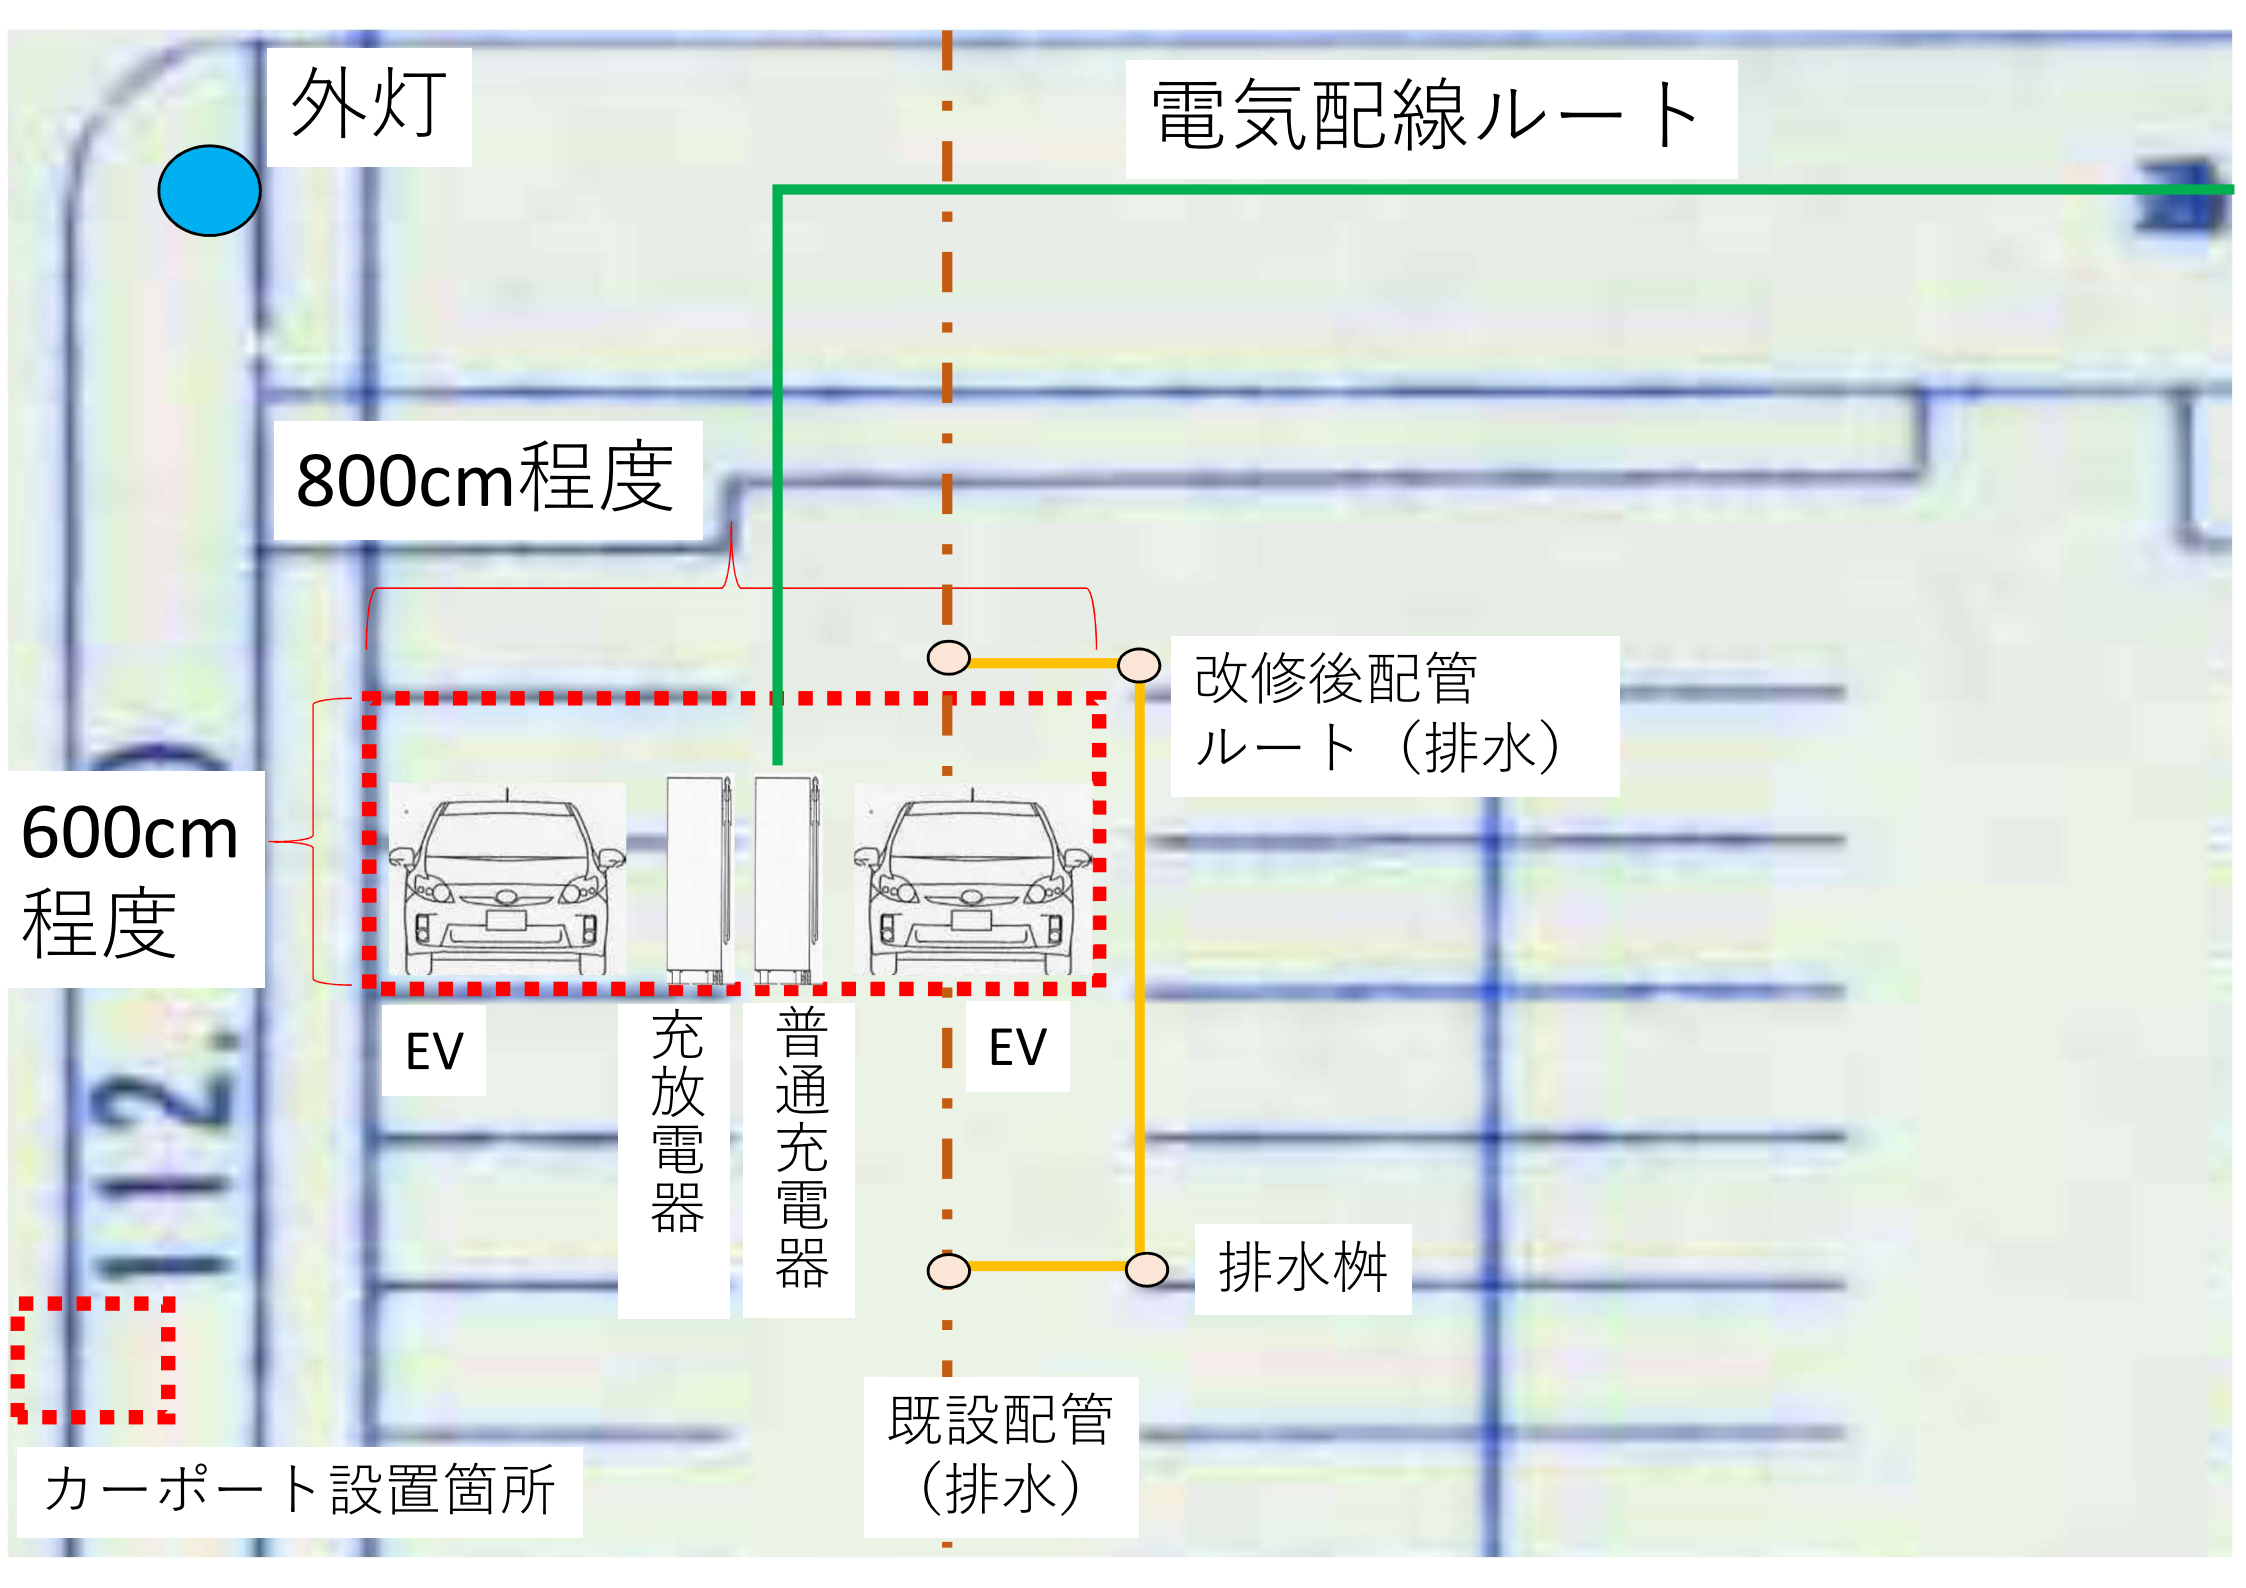 外灯
電気配線ルート
800cm程度
改修後配管
ルート（排水）
600cm
程度
EV
充放電器
普通充電器
EV
112.
排水桝
既設配管
（排水）
カーポート設置箇所